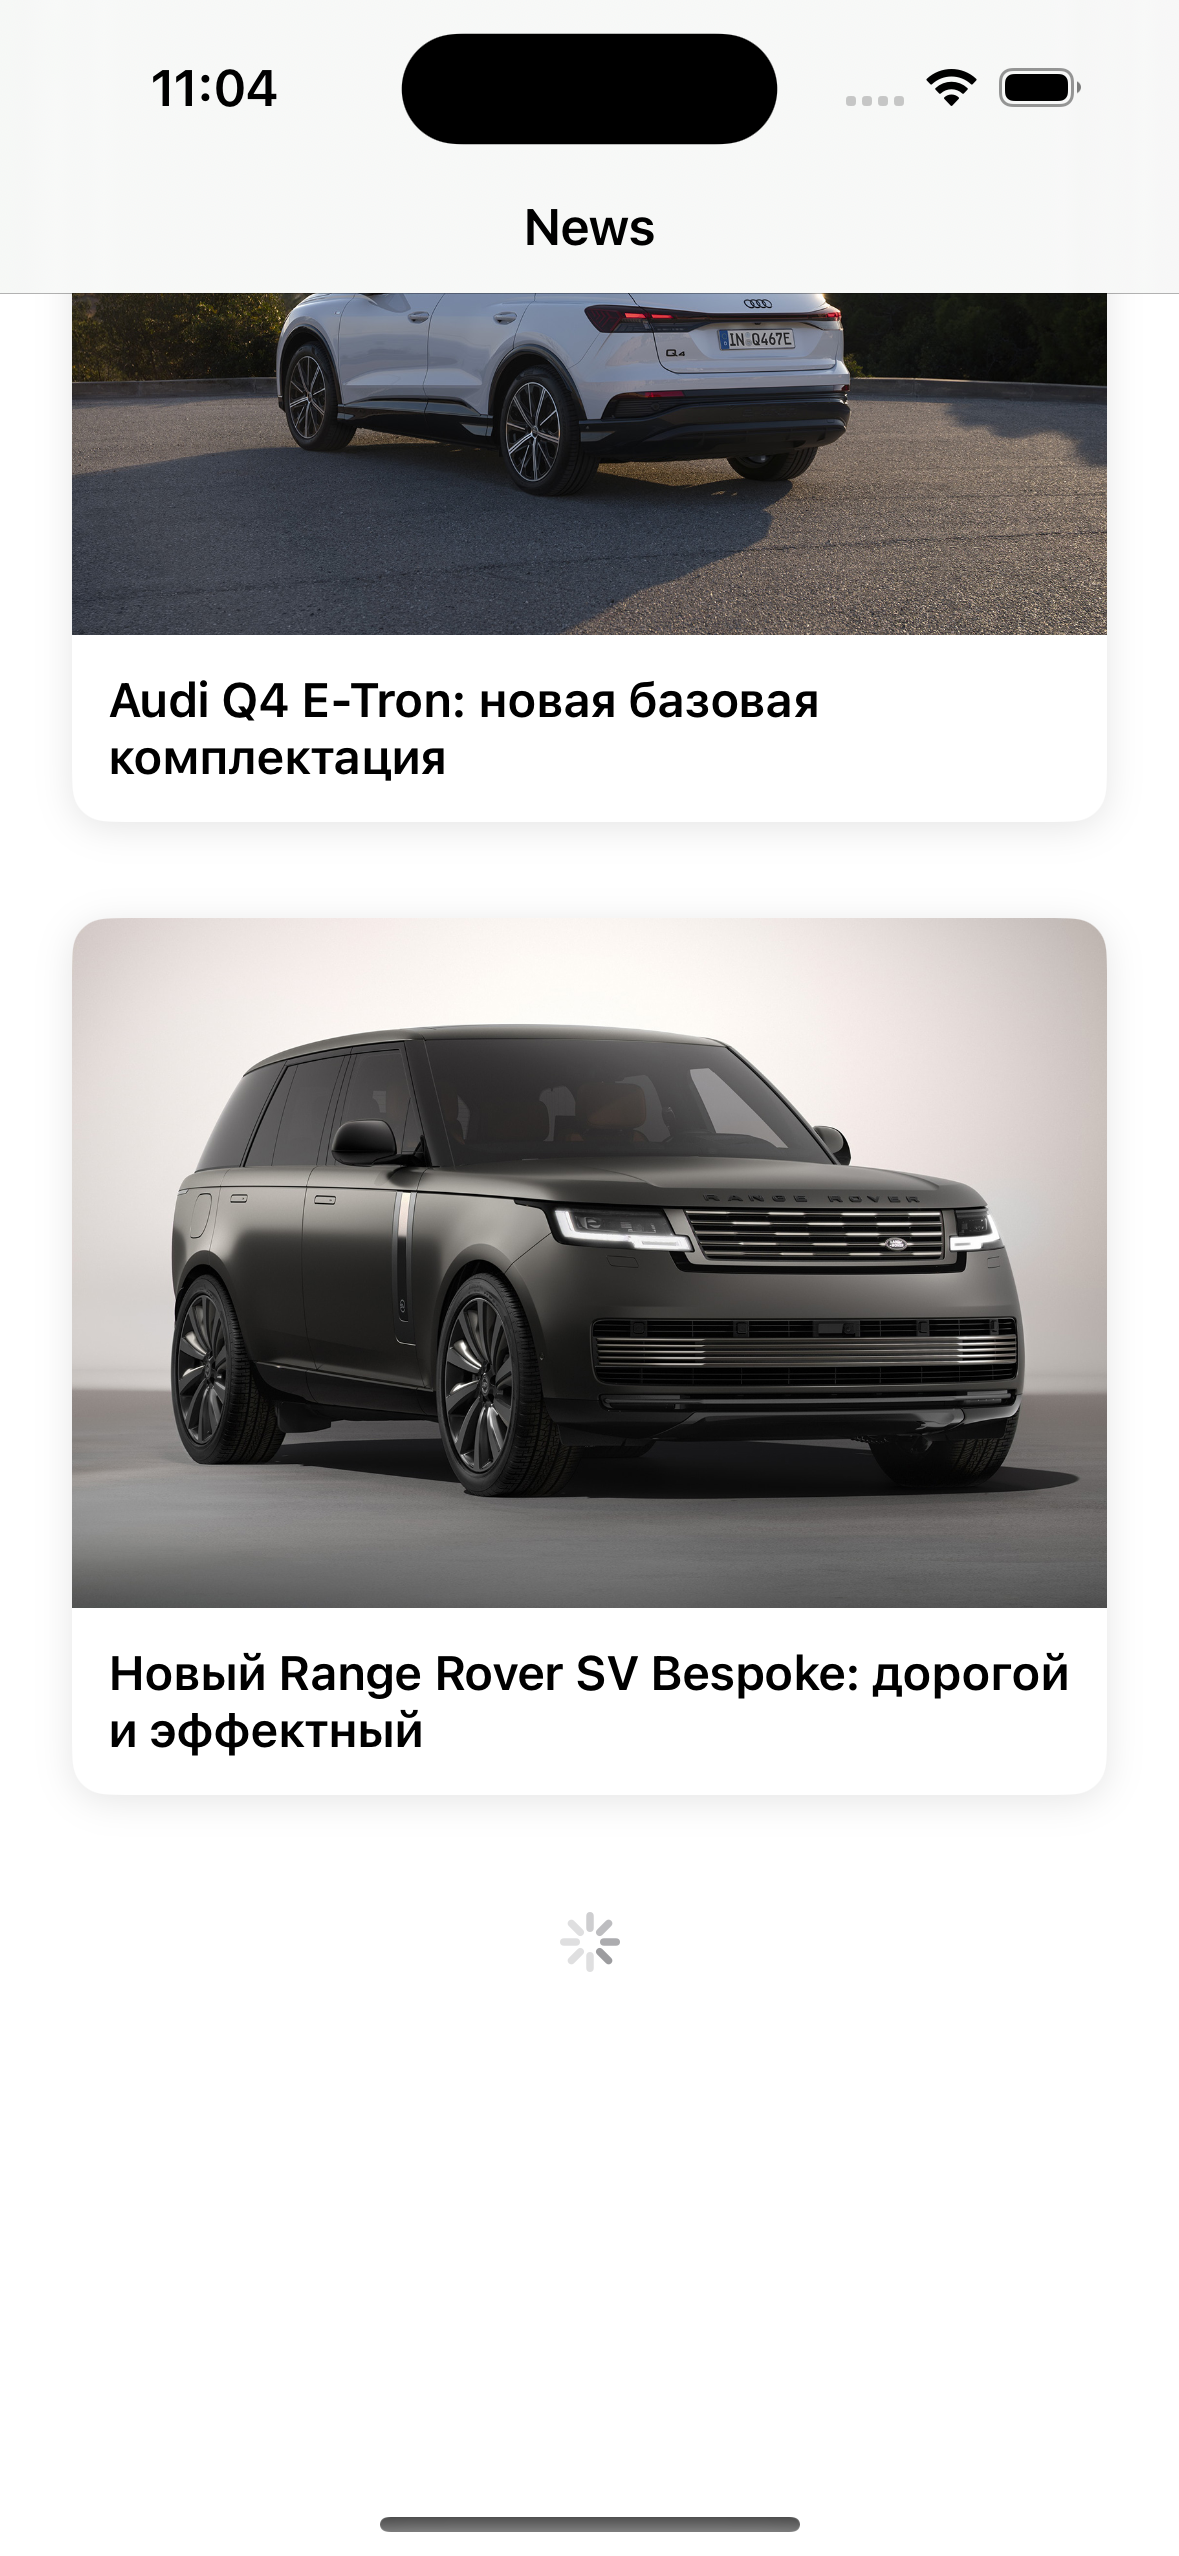 11:04
News
IN Q467E
Q4
Audi Q4 E-Tron: новая базовая
комплектация
RANGE ROVER
Новый Range Rover SV Bespoke: дорогой
и эффектный